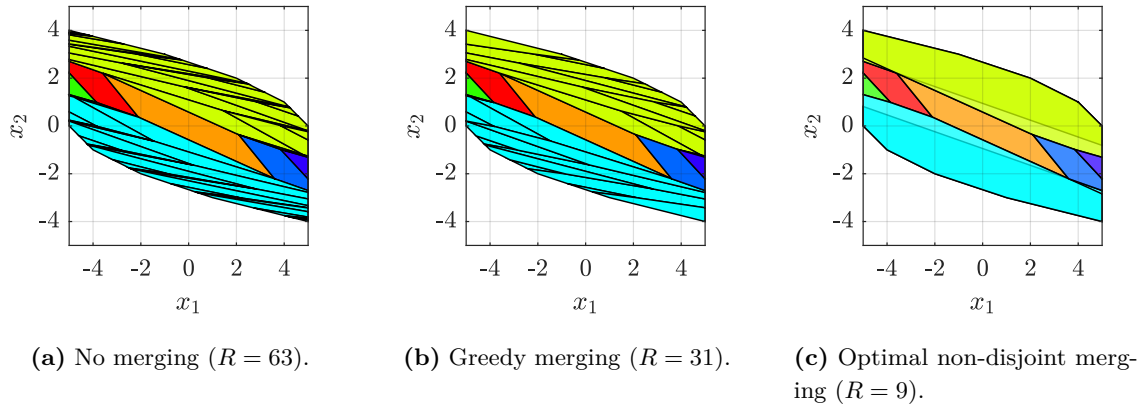 4
2
0
-2
-4
x₂
-4 -2 0 2 4
x₁
4
2
0
-2
-4
x₂
-4 -2 0 2 4
x₁
4
2
0
-2
-4
x₂
-4 -2 0 2 4
x₁
(a) No merging (R = 63).
(b) Greedy merging (R = 31).
(c) Optimal non-disjoint merg-
ing (R = 9).